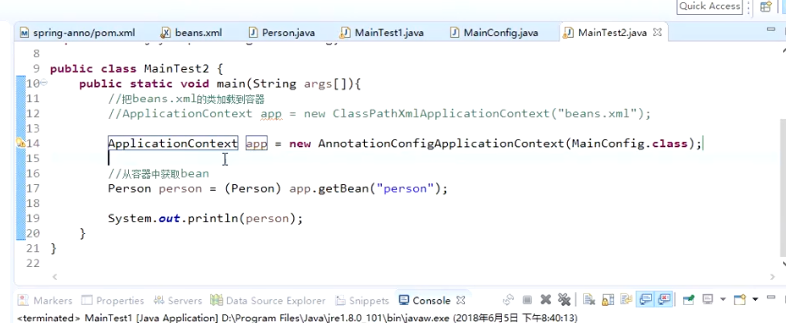 Quick Access
spring-anno/pom.xml beans.xml Person.java MainTest1.java MainConfig.java MainTest2.java
8
9 public class MainTest2 {
10 public static void main(String args[]){
11 //把beans.xml的类加载到容器
12 //ApplicationContext app = new ClassPathXmlApplicationContext("beans.xml");
13
14 ApplicationContext app = new AnnotationConfigApplicationContext(MainConfig.class);
15
16 //从容器中获取bean
17 Person person = (Person) app.getBean("person");
18
19 System.out.println(person);
20 }
21 }
22
Markers Properties Servers Data Source Explorer Snippets Console
<terminated> MainTest1 [Java Application] D:\Program Files\Java\jre1.8.0_101\bin\javaw.exe (2018年6月5日 下午8:40:13)